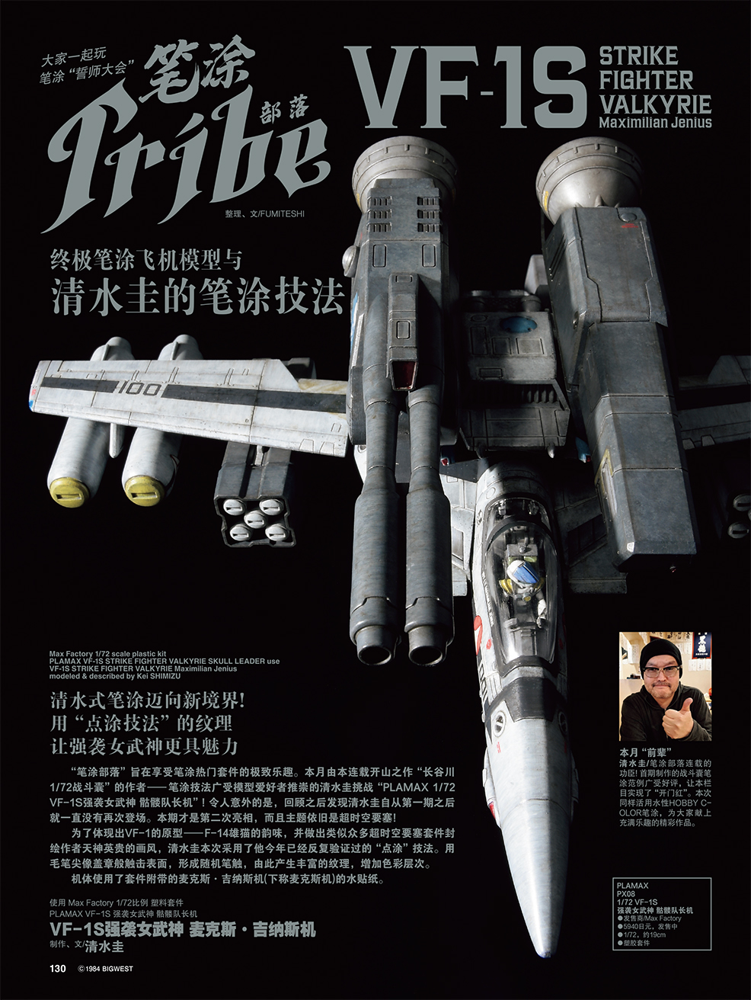 大家一起玩
笔涂“誓师大会”
笔涂
Tribe
部落
整理、文/FUMITESHI
VF-1S
STRIKE
FIGHTER
VALKYRIE
Maximilian Jenius
终极笔涂飞机模型与
清水圭的笔涂技法
100
Max Factory 1/72 scale plastic kit
PLAMAX VF-1S STRIKE FIGHTER VALKYRIE SKULL LEADER use
VF-1S STRIKE FIGHTER VALKYRIE Maximilian Jenius
modeled & described by Kei SHIMIZU
清水式笔涂迈向新境界!
用“点涂技法”的纹理
让强袭女武神更具魅力
“笔涂部落”旨在享受笔涂热门套件的极致乐趣。本月由本连载开山之作“长谷川
1/72战斗囊”的作者——笔涂技法广受模型爱好者推崇的清水圭挑战“PLAMAX 1/72
VF-1S强袭女武神 骷髅队长机”!令人意外的是，回顾之后发现清水圭自从第一期之后
就一直没有再次登场。本期才是第二次亮相，而且主题依旧是超时空要塞!
为了体现出VF-1的原型——F-14雄猫的韵味，并做出类似众多超时空要塞套件封
绘作者天神英贵的画风，清水圭本次采用了他今年已经反复验证过的“点涂”技法。用
毛笔尖像盖章般触击表面，形成随机笔触，由此产生丰富的纹理，增加色彩层次。
机体使用了套件附带的麦克斯·吉纳斯机(下称麦克斯机)的水贴纸。
使用 Max Factory 1/72比例 塑料套件
PLAMAX VF-1S 强袭女武神 骷髅队长机
VF-1S强袭女武神 麦克斯·吉纳斯机
制作、文/清水圭
130 ©1984 BIGWEST
本月“前辈”
清水圭/笔涂部落连载的
功臣!首期制作的战斗囊笔
涂范例广受好评，让本栏
目实现了“开门红”。本次
同样活用水性HOBBY C-
OLOR笔涂，为大家献上
充满乐趣的精彩作品。
PLAMAX
PX08
1/72 VF-1S
强袭女武神 骷髅队长机
●发售商/Max Factory
●5940日元，发售中
●1/72，约19cm
●塑胶套件